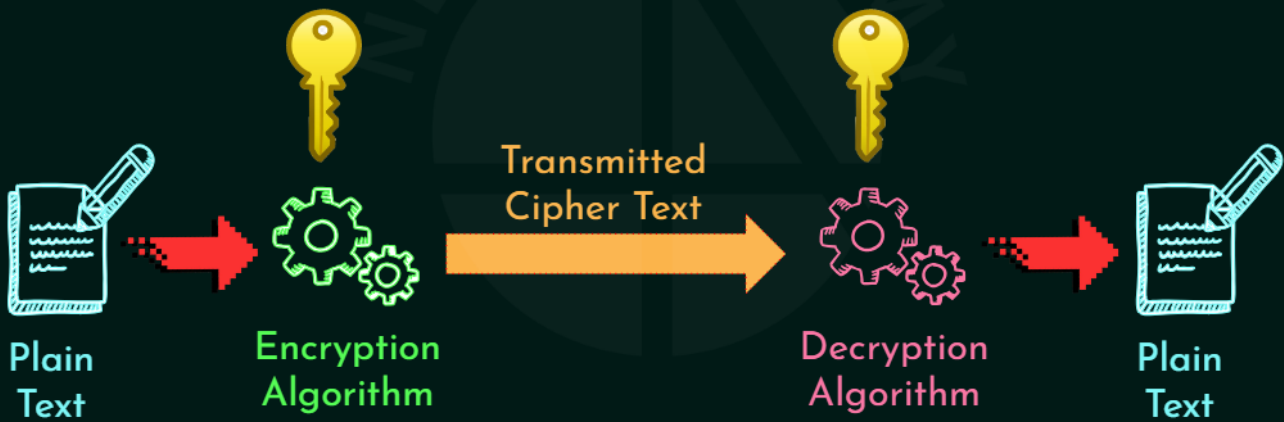 Transmitted
Cipher Text
Plain
Text
Encryption
Algorithm
Decryption
Algorithm
Plain
Text